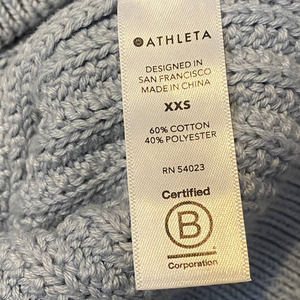 ATHLETA
DESIGNED IN
SAN FRANCISCO
MADE IN CHINA
XXS
60% COTTON
40% POLYESTER
RN 54023
Certified
B
Corporation